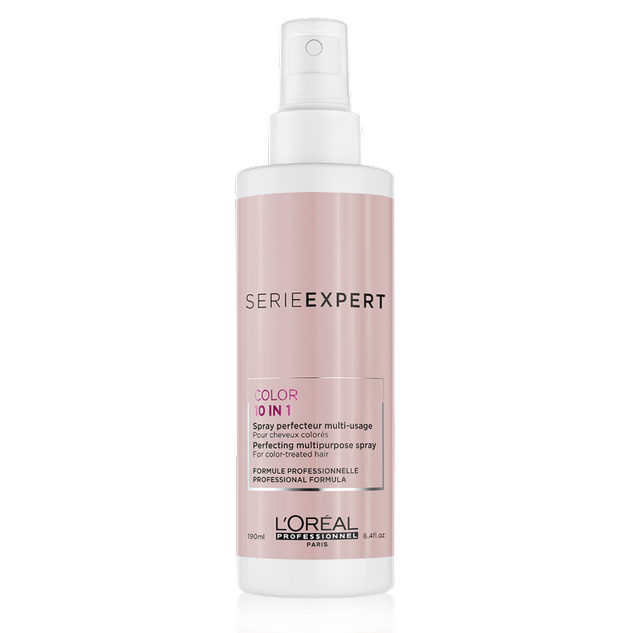 SERIEEXPERT
COLOR
10 IN 1
Spray perfecteur multi-usage
Pour cheveux colorés
Perfecting multipurpose spray
For color-treated hair
FORMULE PROFESSIONNELLE
PROFESSIONAL FORMULA
L'ORÉAL
PROFESSIONNEL
PARIS
190ml 6.4fl.oz